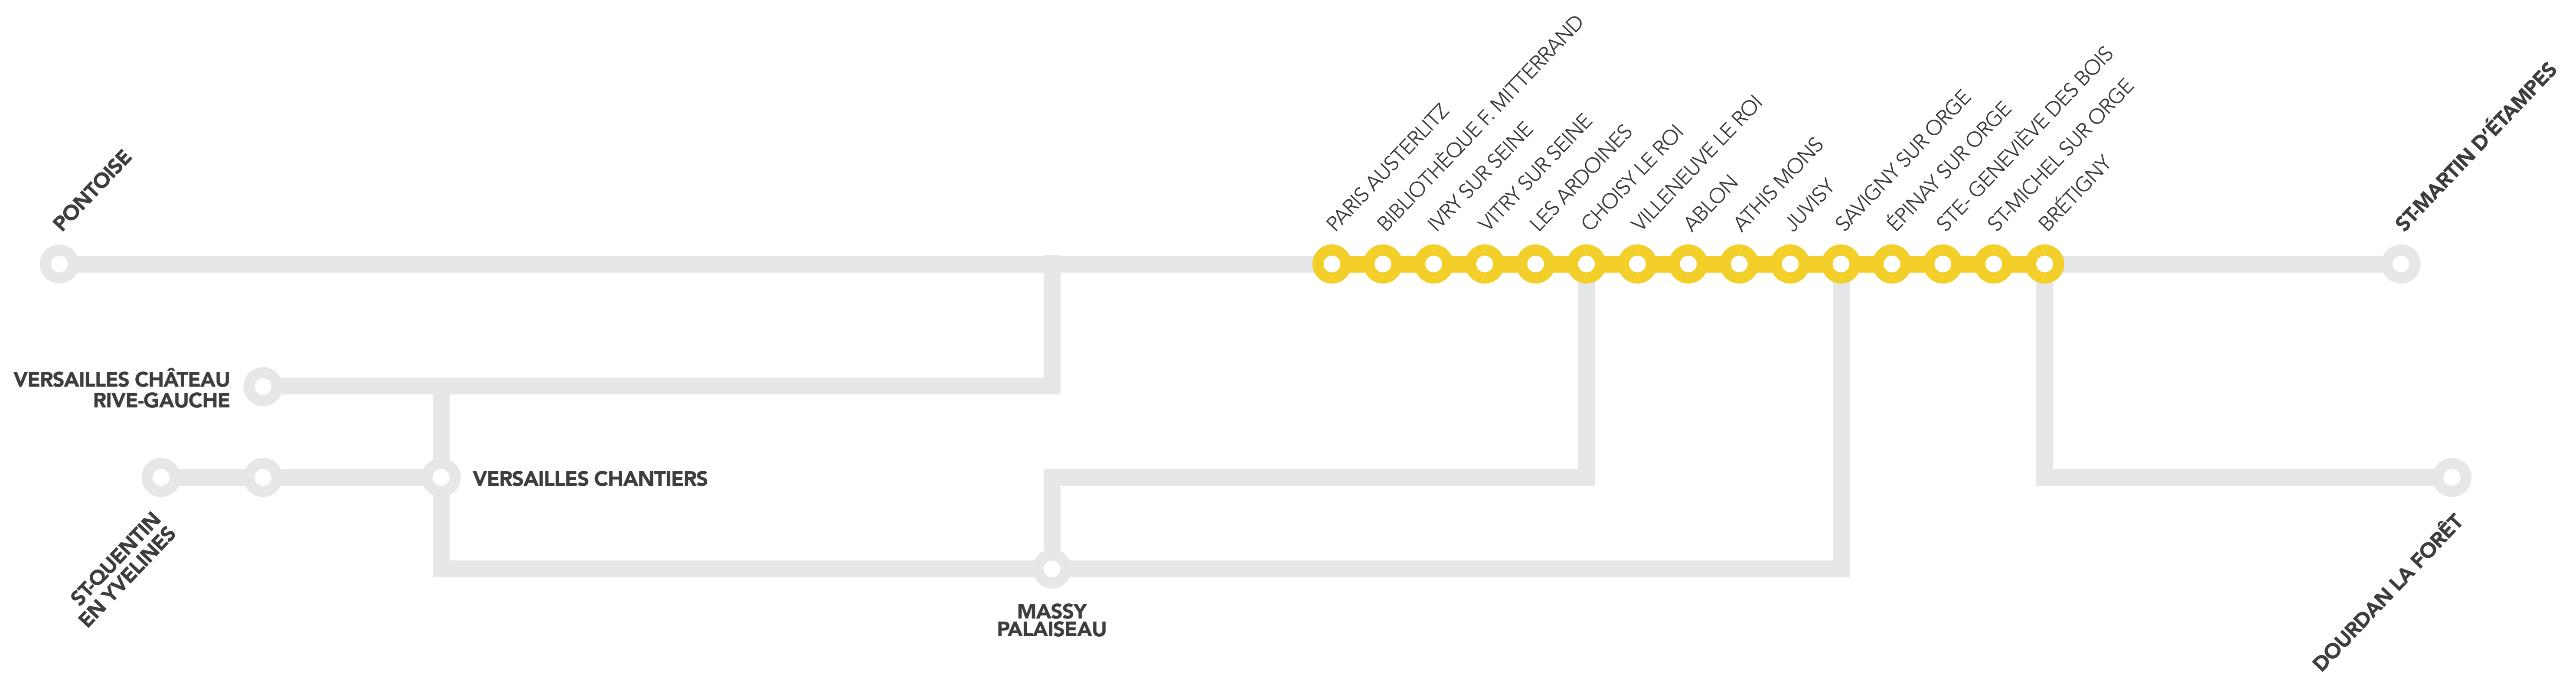 PONTOISE
PARIS AUSTERLITZ
BIBLIOTHÈQUE F. MITTERRAND
IVRY SUR SEINE
VITRY SUR SEINE
LES ARDOINES
CHOISY LE ROI
VILLENEUVE LE ROI
ABLON
ATHIS MONS
JUVISY
SAVIGNY SUR ORGE
ÉPINAY SUR ORGE
STE- GENEVIÈVE DES BOIS
ST-MICHEL SUR ORGE
BRÉTIGNY
ST-MARTIN D’ÉTAMPES
VERSAILLES CHÂTEAU
RIVE-GAUCHE
VERSAILLES CHANTIERS
ST-QUENTIN
EN YVELINES
MASSY
PALAISEAU
DOURDAN LA FORÊT